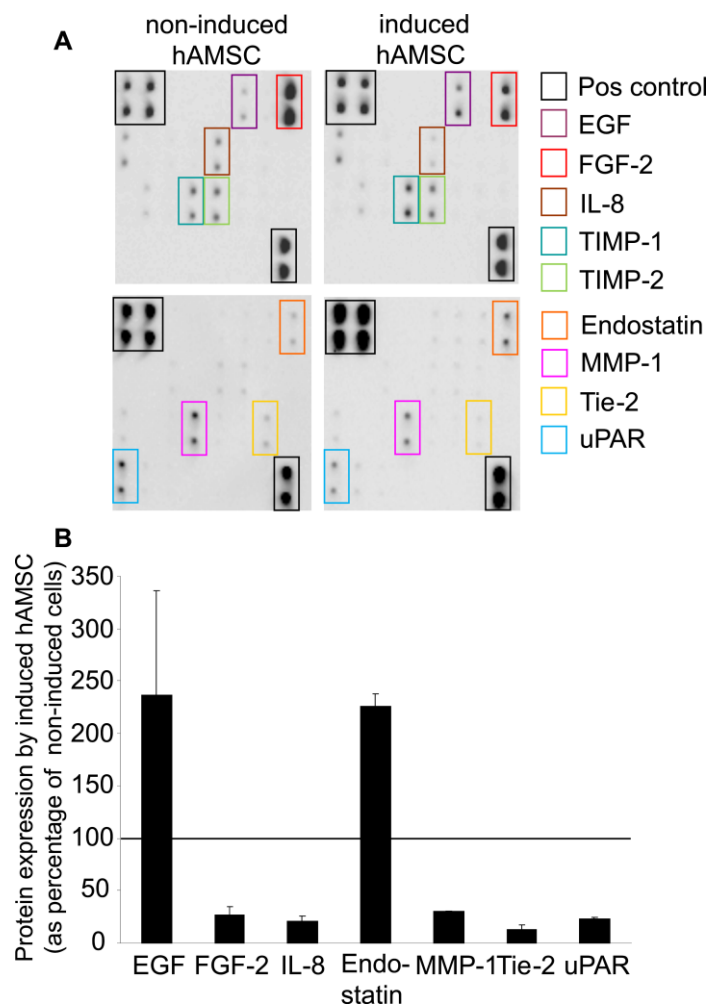 A
non-induced
hAMSC
induced
hAMSC
Pos control
EGF
FGF-2
IL-8
TIMP-1
TIMP-2
Endostatin
MMP-1
Tie-2
uPAR
B
Protein expression by induced hAMSC
(as percentage of non-induced cells)
350
300
250
200
150
100
50
0
EGF FGF-2 IL-8 Endo- MMP-1 Tie-2 uPAR
statin